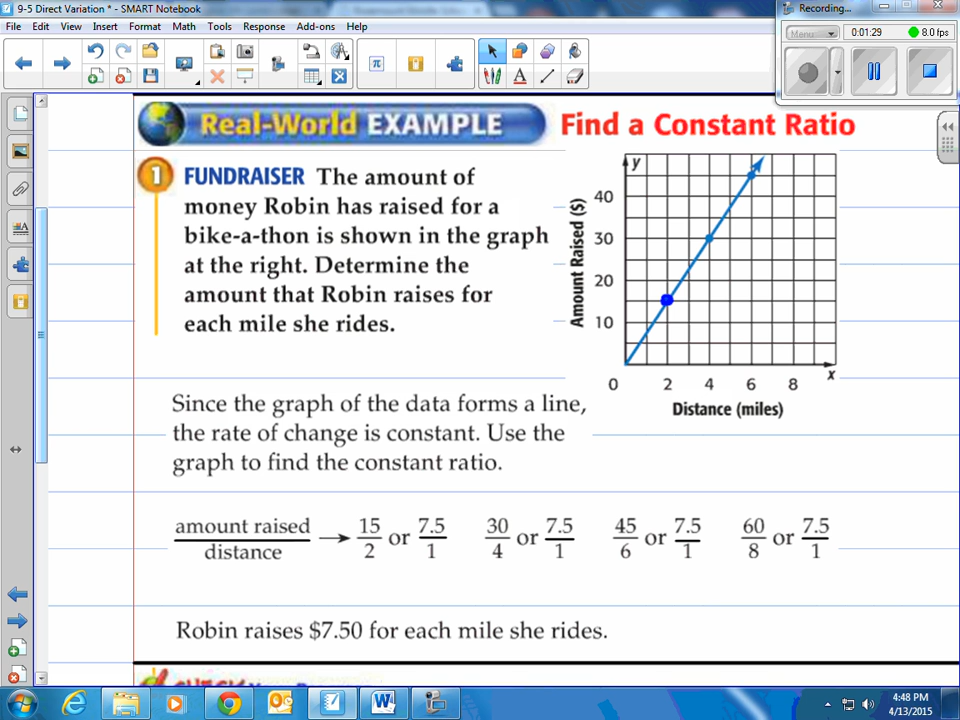 9-5 Direct Variation * - SMART Notebook
Recording...
File Edit View Insert Format Math Tools Response Add-ons Help
Menu 0:01:29 8.0 fps
Real-World EXAMPLE Find a Constant Ratio
1 FUNDRAISER The amount of
money Robin has raised for a
bike-a-thon is shown in the graph
at the right. Determine the
amount that Robin raises for
each mile she rides.
y
40
30
20
10
0 2 4 6 8 x
Amount Raised ($)
Distance (miles)
Since the graph of the data forms a line,
the rate of change is constant. Use the
graph to find the constant ratio.
amount raised → 15 or 7.5 30 or 7.5 45 or 7.5 60 or 7.5
distance 2 1 4 1 6 1 8 1
Robin raises $7.50 for each mile she rides.
4:48 PM
4/13/2015